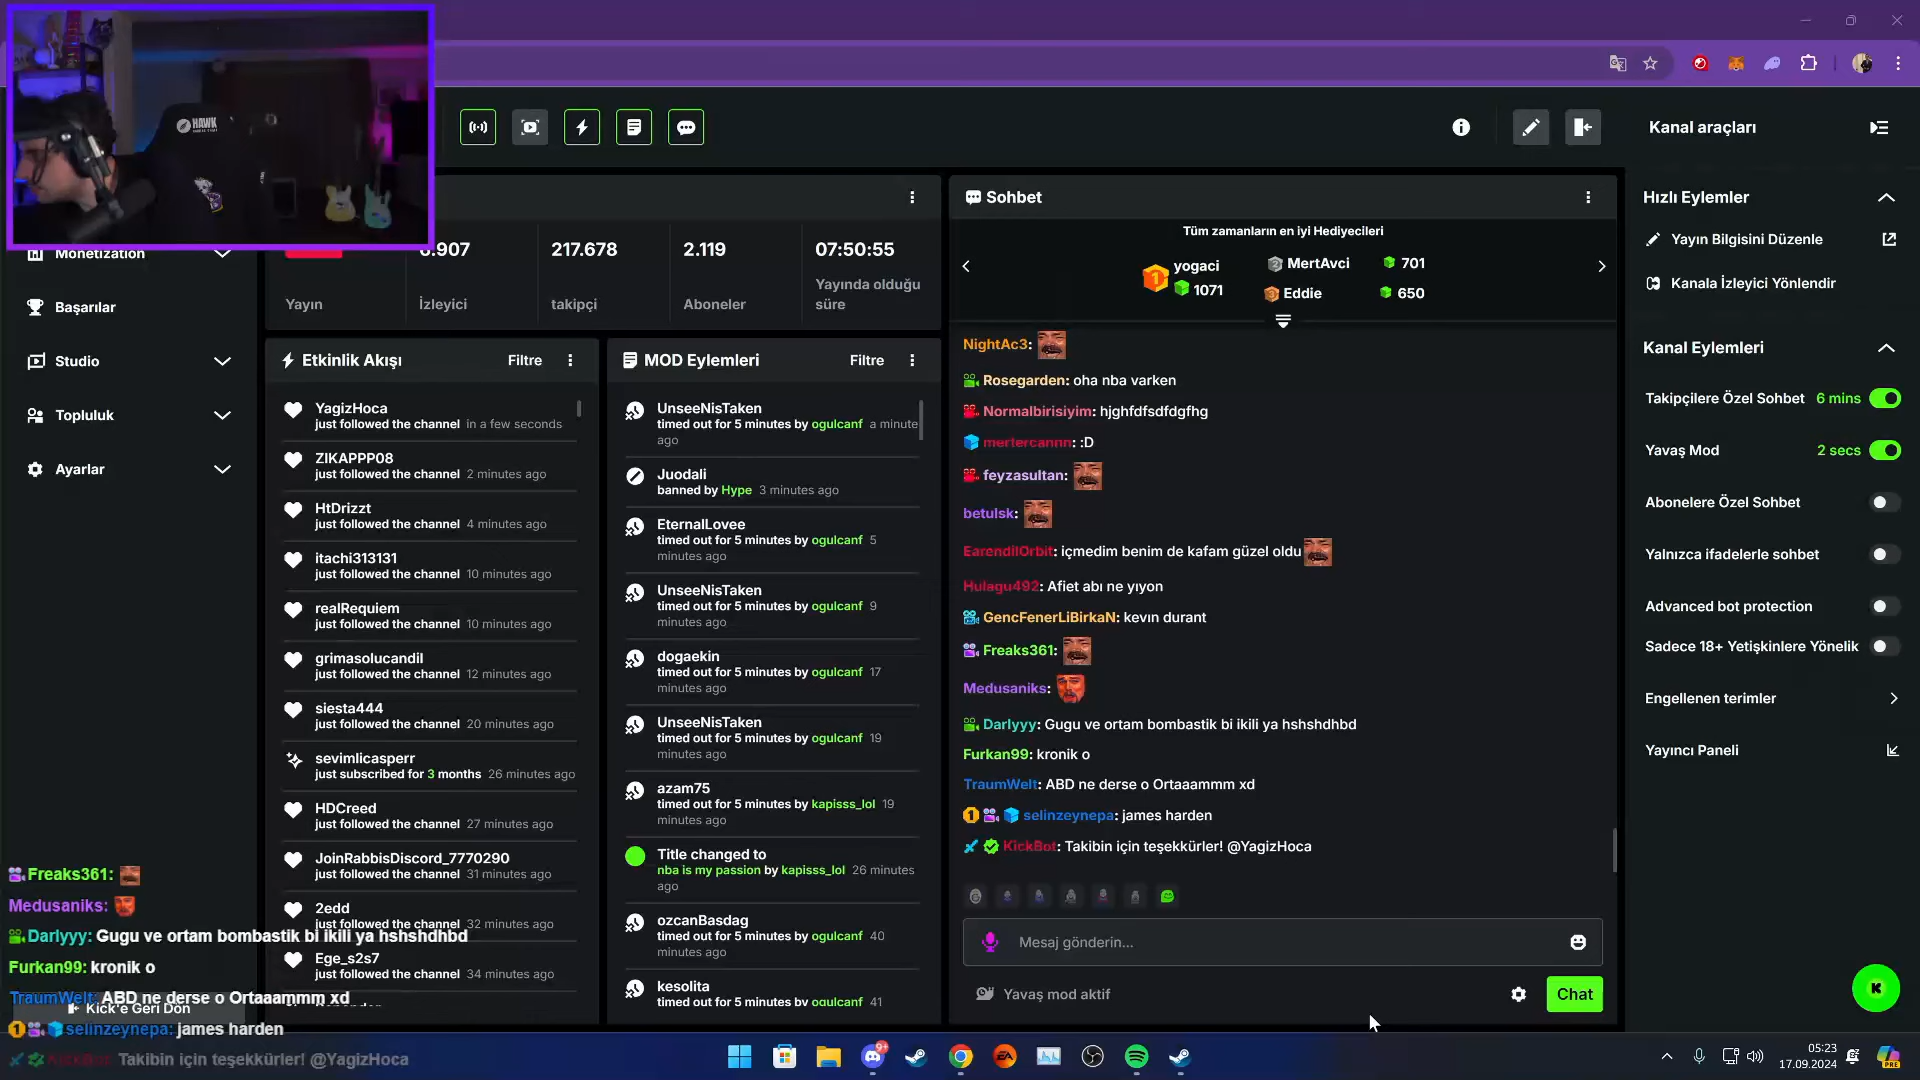 HAWK
Kanal araçları
Monetization
Başarılar
Studio
Topluluk
Ayarlar
6.907
İzleyici
217.678
takipçi
2.119
Aboneler
07:50:55
Yayında olduğu
süre
Yayın
Etkinlik Akışı
Filtre
YagizHoca
just followed the channel in a few seconds
ZIKAPPP08
just followed the channel 2 minutes ago
HtDrizzt
just followed the channel 4 minutes ago
itachi313131
just followed the channel 10 minutes ago
realRequiem
just followed the channel 10 minutes ago
grimasolucandil
just followed the channel 12 minutes ago
siesta444
just followed the channel 20 minutes ago
sevimlicasperr
just subscribed for 3 months 26 minutes ago
HDCreed
just followed the channel 27 minutes ago
JoinRabbisDiscord_7770290
just followed the channel 31 minutes ago
2edd
just followed the channel 32 minutes ago
Ege_s2s7
just followed the channel 34 minutes ago
MOD Eylemleri
Filtre
UnseeNisTaken
timed out for 5 minutes by ogulcanf a minute
ago
Juodali
banned by Hype 3 minutes ago
EternalLovee
timed out for 5 minutes by ogulcanf 5
minutes ago
UnseeNisTaken
timed out for 5 minutes by ogulcanf 9
minutes ago
dogaekin
timed out for 5 minutes by ogulcanf 17
minutes ago
UnseeNisTaken
timed out for 5 minutes by ogulcanf 19
minutes ago
azam75
timed out for 5 minutes by kapisss_lol 19
minutes ago
Title changed to
nba is my passion by kapisss_lol 26 minutes
ago
ozcanBasdag
timed out for 5 minutes by ogulcanf 40
minutes ago
kesolita
timed out for 5 minutes by ogulcanf 41
Sohbet
Tüm zamanların en iyi Hediyecileri
1 yogaci
1071
2 MertAvci 701
3 Eddie 650
NightAc3:
Rosegarden: oha nba varken
Normalbirisiyim: hjghfdfsdfdgfhg
mertercannn: :D
feyzasultan:
betulsk:
EarendilOrbit: içmedim benim de kafam güzel oldu
Hulagu492: Afiet abı ne yıyon
GencFenerLiBirkaN: kevın durant
Freaks361:
Medusaniks:
Darlyyy: Gugu ve ortam bombastik bi ikili ya hshshdhbd
Furkan99: kronik o
TraumWelt: ABD ne derse o Ortaaammm xd
1 selinzeynepa: james harden
KickBot: Takibin için teşekkürler! @YagizHoca
Mesaj gönderin...
Yavaş mod aktif
Chat
Hızlı Eylemler
Yayın Bilgisini Düzenle
Kanala İzleyici Yönlendir
Kanal Eylemleri
Takipçilere Özel Sohbet 6 mins
Yavaş Mod 2 secs
Abonelere Özel Sohbet
Yalnızca ifadelerle sohbet
Advanced bot protection
Sadece 18+ Yetişkinlere Yönelik
Engellenen terimler
Yayıncı Paneli
K
Freaks361:
Medusaniks:
Darlyyy: Gugu ve ortam bombastik bi ikili ya hshshdhbd
Furkan99: kronik o
TraumWelt: ABD ne derse o Ortaaammm xd
Kick'e Geri Dön
1 selinzeynepa: james harden
KickBot: Takibin için teşekkürler! @YagizHoca
9+
EA
05:23
17.09.2024
PRE